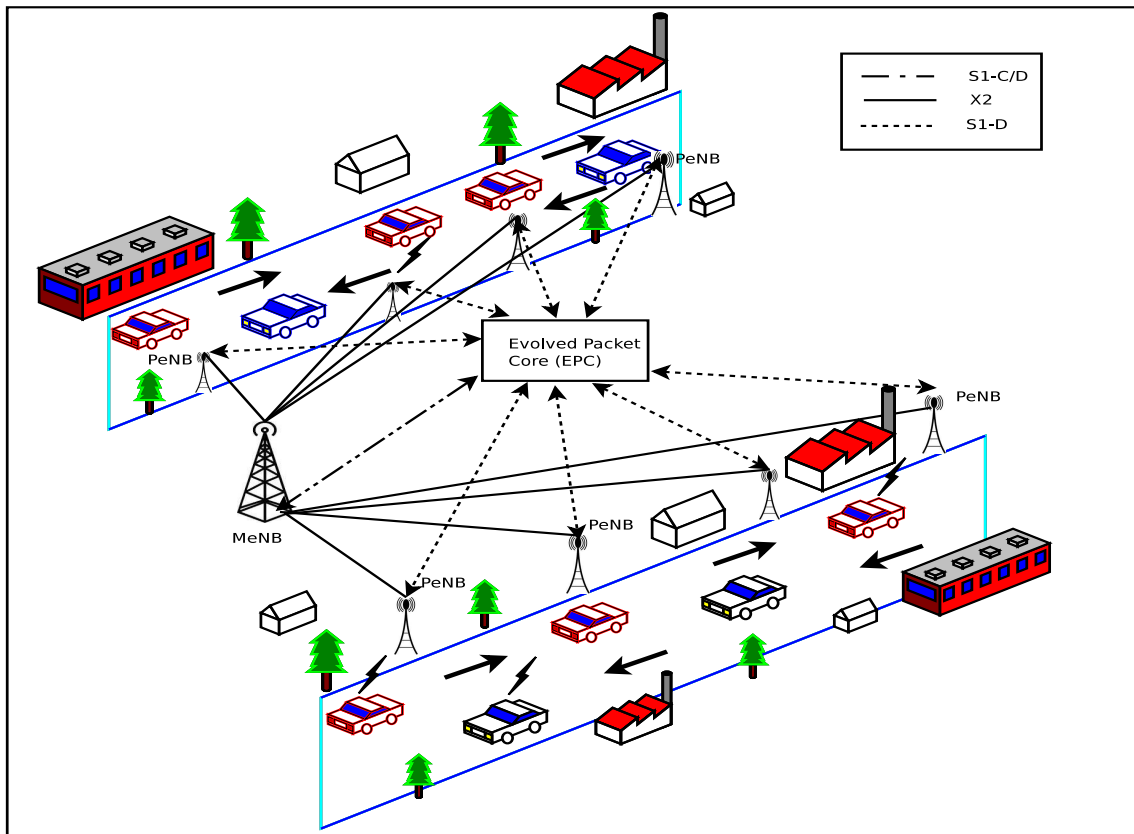 S1-C/D
X2
S1-D
PeNB
Evolved Packet
Core (EPC)
PeNB
PeNB
MeNB
PeNB
PeNB